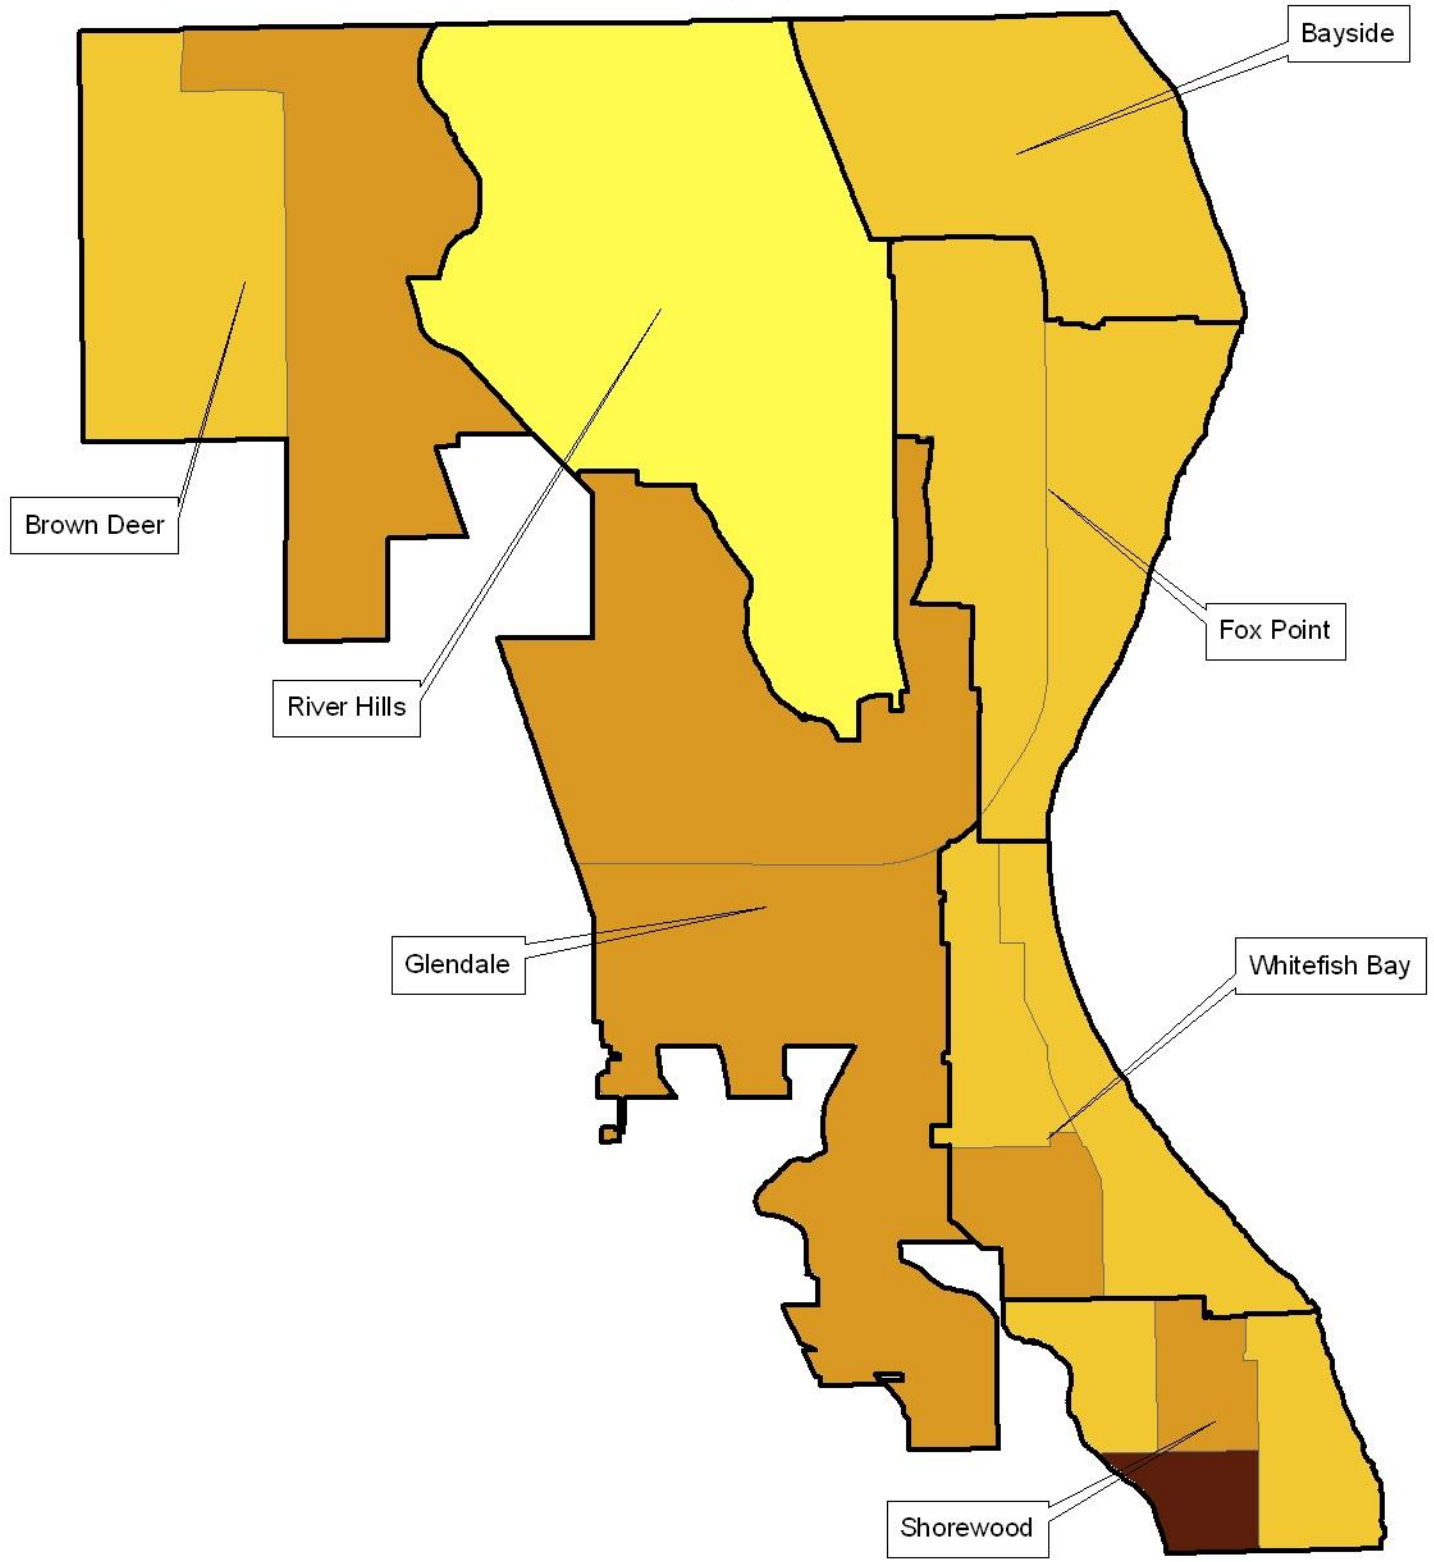 Bayside
Brown Deer
Fox Point
River Hills
Glendale
Whitefish Bay
Shorewood